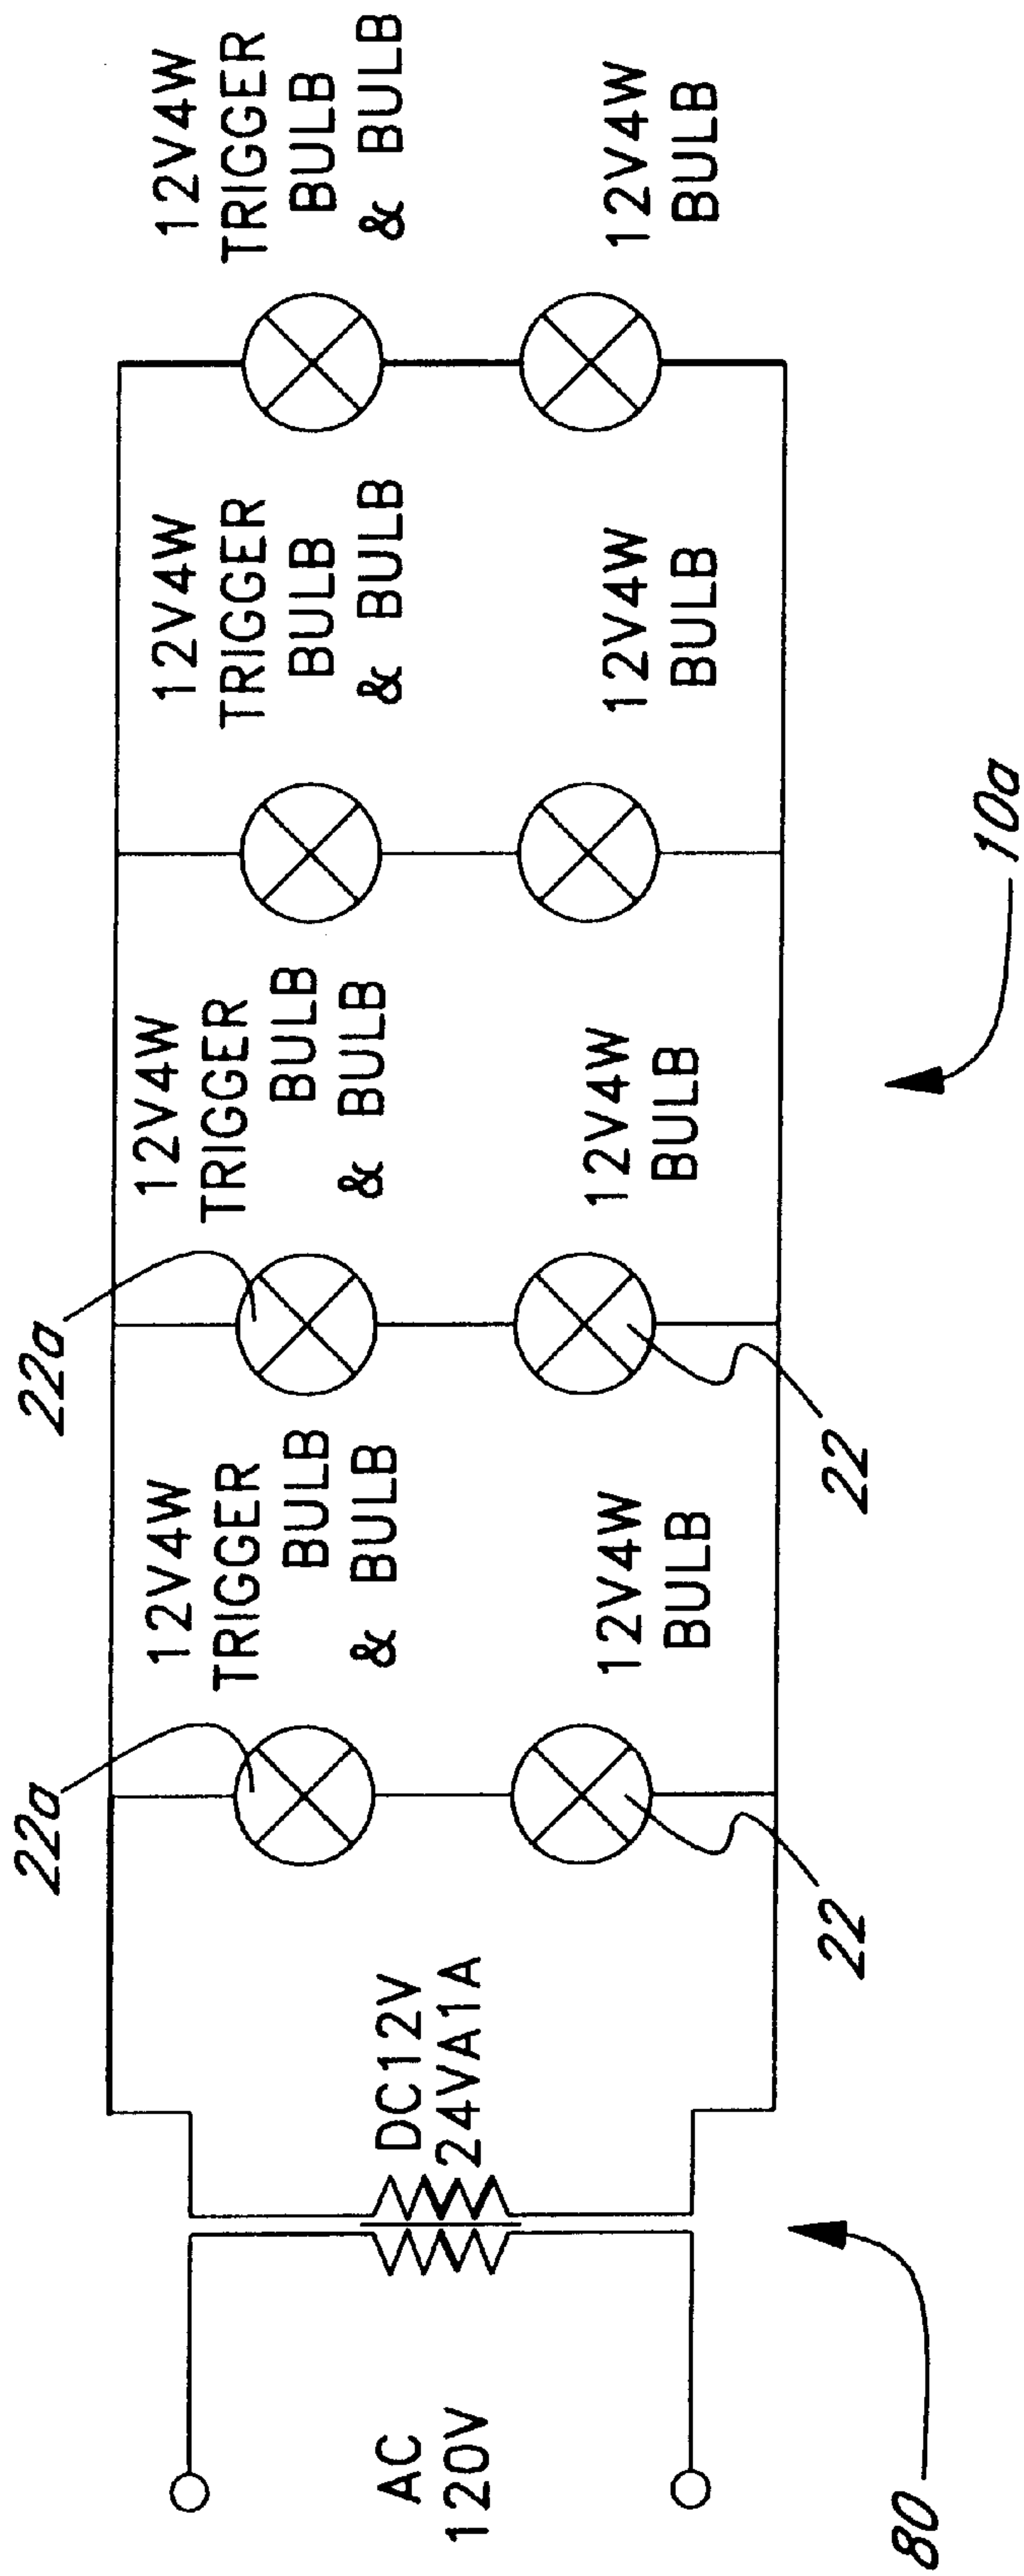 AC
120V
DC12V
24VA1A
80
22a
22
12V4W
TRIGGER
BULB
& BULB
12V4W
BULB
22a
22
12V4W
TRIGGER
BULB
& BULB
12V4W
BULB
12V4W
TRIGGER
BULB
& BULB
12V4W
BULB
12V4W
TRIGGER
BULB
& BULB
12V4W
BULB
10a